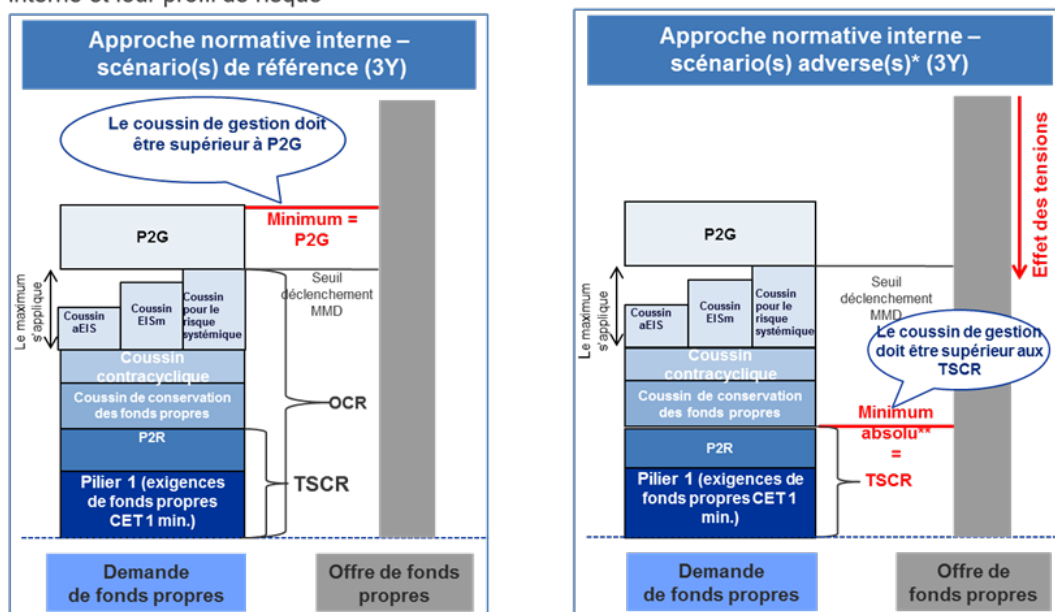 interne et leur profil de risque
Approche normative interne –
scénario(s) de référence (3Y)
Le coussin de gestion doit
être supérieur à P2G
P2G
Minimum =
P2G
Le maximum
s'applique
Coussin
aEIS
Coussin
EISm
Coussin
pour le
risque
systémique
Seuil
déclenchement
MMD
Coussin
contracyclique
Coussin de conservation
des fonds propres
OCR
P2R
TSCR
Pilier 1 (exigences
de fonds propres
CET 1 min.)
Demande
de fonds propres
Offre de fonds
propres
Approche normative interne –
scénario(s) adverse(s)* (3Y)
Effet des tensions
P2G
Le maximum
s'applique
Coussin
aEIS
Coussin
EISm
Coussin
pour le
risque
systémique
Seuil
déclenchement
MMD
Le coussin de gestion
doit être supérieur aux
TSCR
Coussin
contracyclique
Coussin de conservation
des fonds propres
Minimum
absolu**
=
TSCR
P2R
Pilier 1 (exigences de
fonds propres CET 1
min.)
Demande
de fonds propres
Offre de
fonds propres